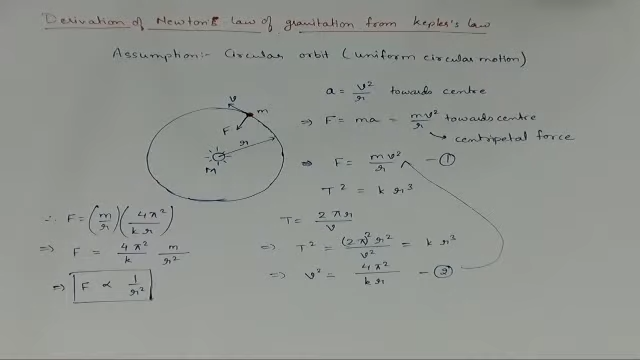 Derivation of Newton's law of gravitation from kepler's law
Assumption:- Circular orbit (uniform circular motion)
a = v²/r towards centre
⇒ F = ma = mv²/r towards centre
centripetal force
⇒ F = mv²/r — ①
T² = k r³
T = 2πr/v
⇒ T² = (2π)² r²/v² = k r³
⇒ v² = 4π²/k r — ②
v
m
F
r
M
∴ F = (m/r)(4π²/k r)
⇒ F = 4π²/k m/r²
⇒ F ∝ 1/r²